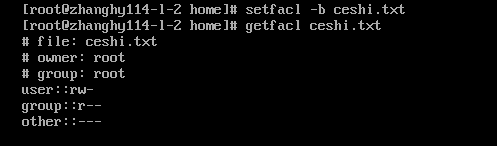 [root@zhanghy114-l-2 home]# setfacl -b ceshi.txt
[root@zhanghy114-l-2 home]# getfacl ceshi.txt
# file: ceshi.txt
# owner: root
# group: root
user::rw-
group::r--
other::---